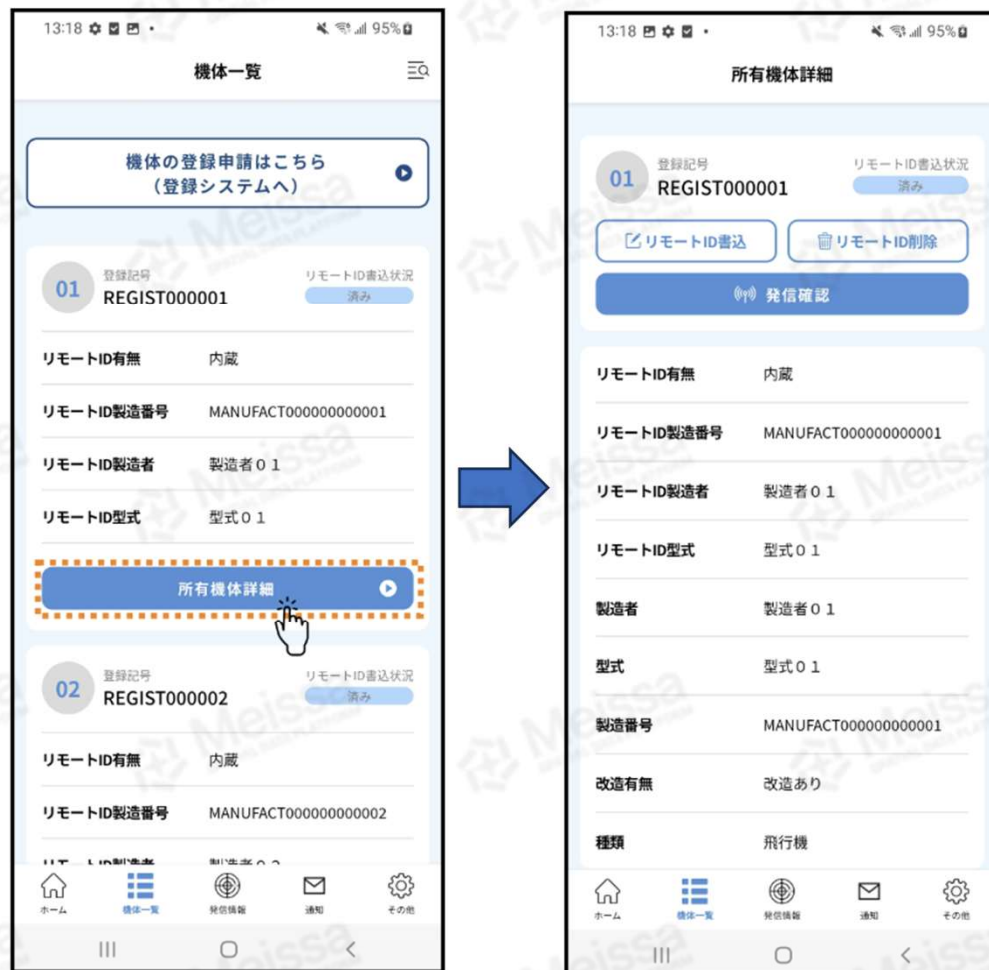 13:18
95%
機体一覧
機体の登録申請はこちら
（登録システムへ）
01
登録記号
REGIST000001
リモートID書込状況
済み
リモートID有無 内蔵
リモートID製造番号 MANUFACT000000000001
リモートID製造者 製造者０１
リモートID型式 型式０１
所有機体詳細
02
登録記号
REGIST000002
リモートID書込状況
済み
リモートID有無 内蔵
リモートID製造番号 MANUFACT000000000002
ホーム 機体一覧 発信情報 通知 その他
13:18
95%
所有機体詳細
01
登録記号
REGIST000001
リモートID書込状況
済み
リモートID書込 リモートID削除
発信確認
リモートID有無 内蔵
リモートID製造番号 MANUFACT000000000001
リモートID製造者 製造者０１
リモートID型式 型式０１
製造者 製造者０１
型式 型式０１
製造番号 MANUFACT000000000001
改造有無 改造あり
種類 飛行機
ホーム 機体一覧 発信情報 通知 その他
Meissa